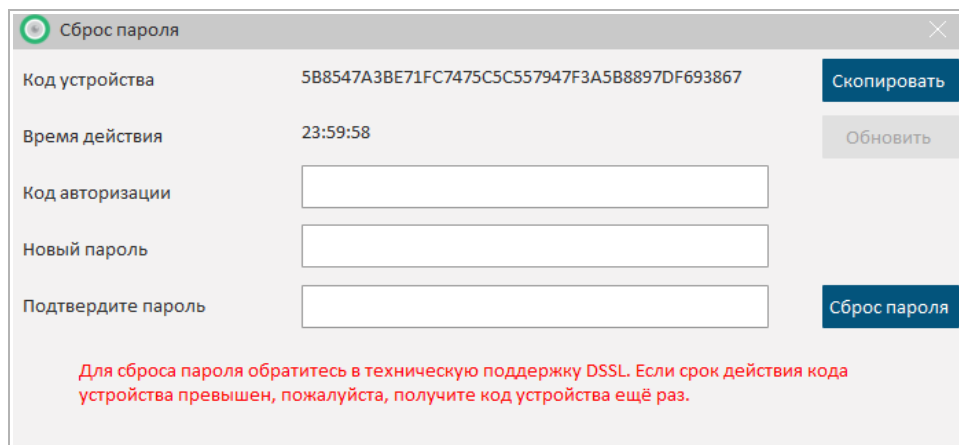 Сброс пароля
Код устройства 5B8547A3BE71FC7475C5C557947F3A5B8897DF693867 Скопировать
Время действия 23:59:58 Обновить
Код авторизации
Новый пароль
Подтвердите пароль Сброс пароля
Для сброса пароля обратитесь в техническую поддержку DSSL. Если срок действия кода
устройства превышен, пожалуйста, получите код устройства ещё раз.